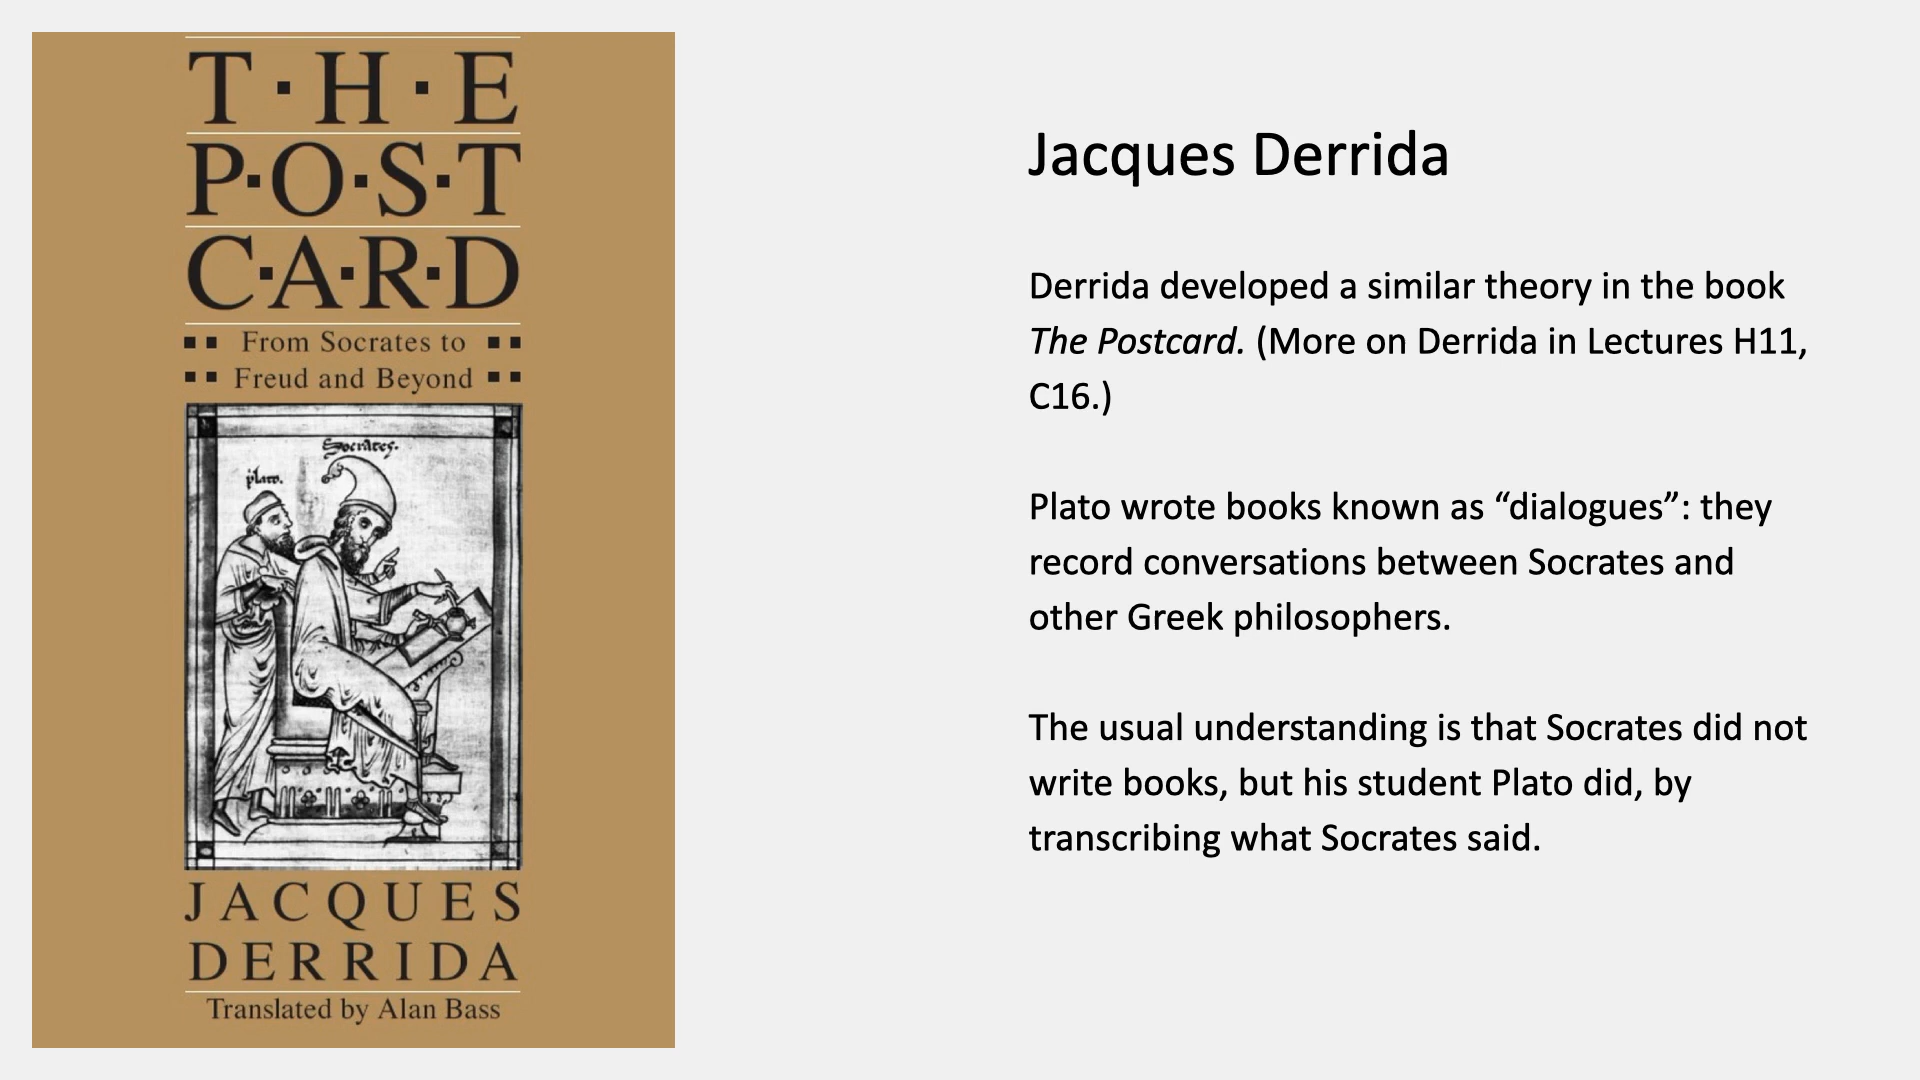 T·H·E
P·O·S·T
C·A·R·D
From Socrates to
Freud and Beyond
Socrates.
plato.
JACQUES
DERRIDA
Translated by Alan Bass
Jacques Derrida
Derrida developed a similar theory in the book
The Postcard. (More on Derrida in Lectures H11,
C16.)
Plato wrote books known as “dialogues”: they
record conversations between Socrates and
other Greek philosophers.
The usual understanding is that Socrates did not
write books, but his student Plato did, by
transcribing what Socrates said.